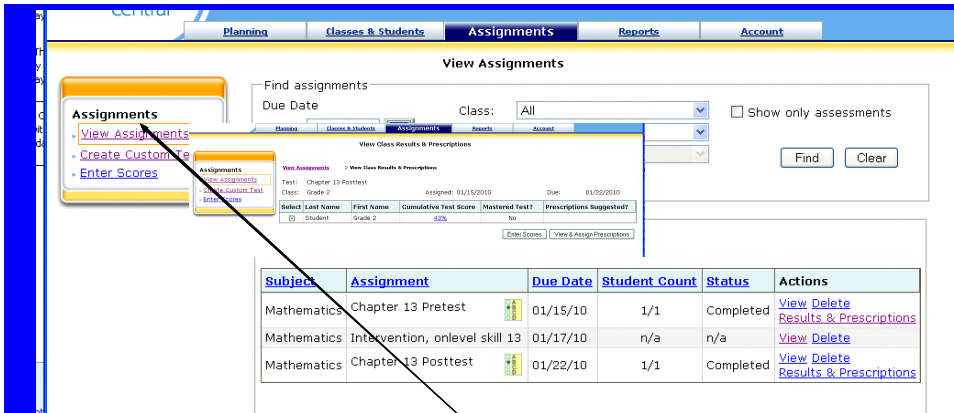 central
Planning Classes & Students Assignments Reports Account
View Assignments
Assignments
View Assignments
Create Custom Te
Enter Scores
Find assignments
Due Date
Class: All
Show only assessments
Find Clear
Planning Classes & Students Assignments Reports Account
View Class Results & Prescriptions
Assignments
View Assignments
Create Custom Test
Enter Scores
View Assignments > View Class Results & Prescriptions
Test: Chapter 13 Posttest
Class: Grade 2 Assigned: 01/15/2010 Due: 01/22/2010
Select Last Name First Name Cumulative Test Score Mastered Test? Prescriptions Suggested?
Student Grade 2 43% No
Enter Scores View & Assign Prescriptions
Subject Assignment Due Date Student Count Status Actions
Mathematics Chapter 13 Pretest 01/15/10 1/1 Completed View Delete
Results & Prescriptions
Mathematics Intervention, onlevel skill 13 01/17/10 n/a n/a View Delete
Mathematics Chapter 13 Posttest 01/22/10 1/1 Completed View Delete
Results & Prescriptions